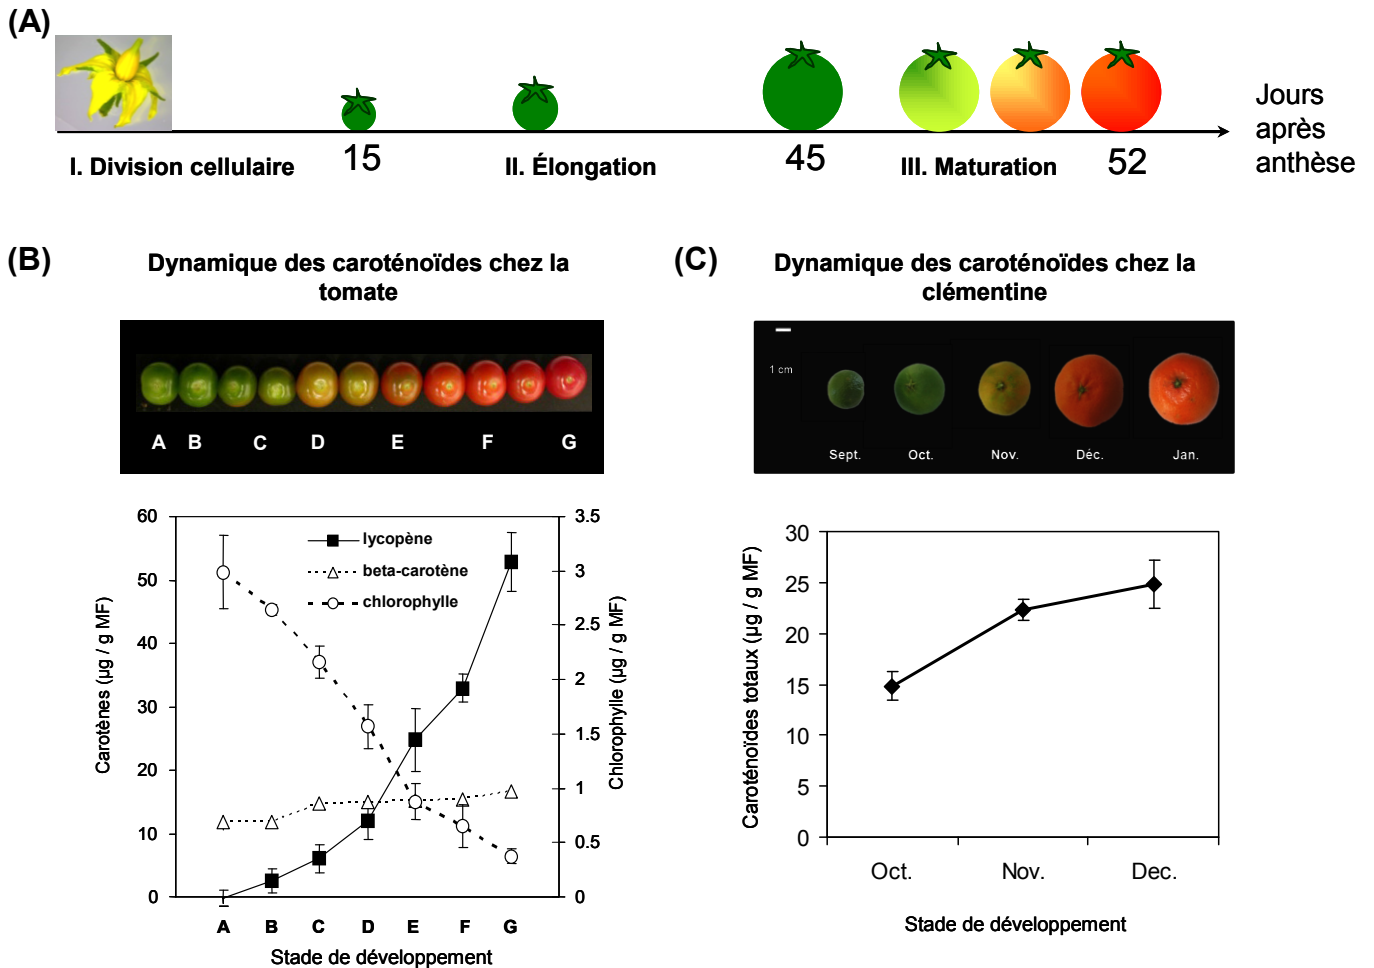 (A)
I. Division cellulaire
15
II. Élongation
45
III. Maturation
52
Jours
après
anthèse
(B)
Dynamique des caroténoïdes chez la
tomate
A B C D E F G
60
50
40
30
20
10
0
Carotènes (µg / g MF)
lycopène
beta-carotène
chlorophylle
3.5
3
2.5
2
1.5
1
0.5
0
Chlorophylle (µg / g MF)
A B C D E F G
Stade de développement
(C)
Dynamique des caroténoïdes chez la
clémentine
1 cm
Sept. Oct. Nov. Déc. Jan.
30
25
20
15
10
5
0
Caroténoïdes totaux (µg / g MF)
Oct. Nov. Dec.
Stade de développement